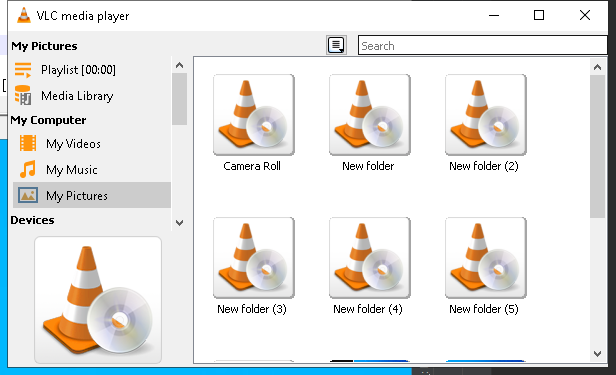 VLC media player
My Pictures
Search
Playlist [00:00]
Media Library
My Computer
My Videos
My Music
My Pictures
Devices
Camera Roll
New folder
New folder (2)
New folder (3)
New folder (4)
New folder (5)